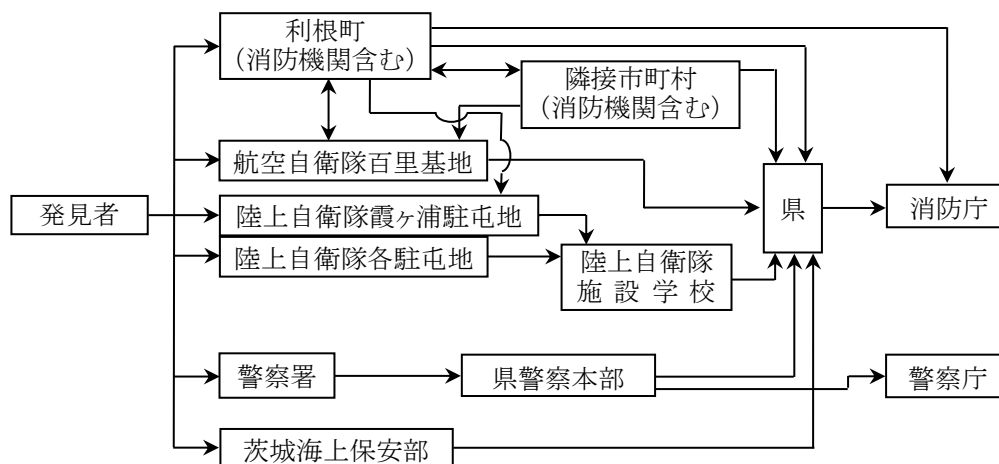 利根町
（消防機関含む）
隣接市町村
（消防機関含む）
航空自衛隊百里基地
発見者
陸上自衛隊霞ヶ浦駐屯地
県
消防庁
陸上自衛隊各駐屯地
陸上自衛隊
施設学校
警察署
県警察本部
警察庁
茨城海上保安部